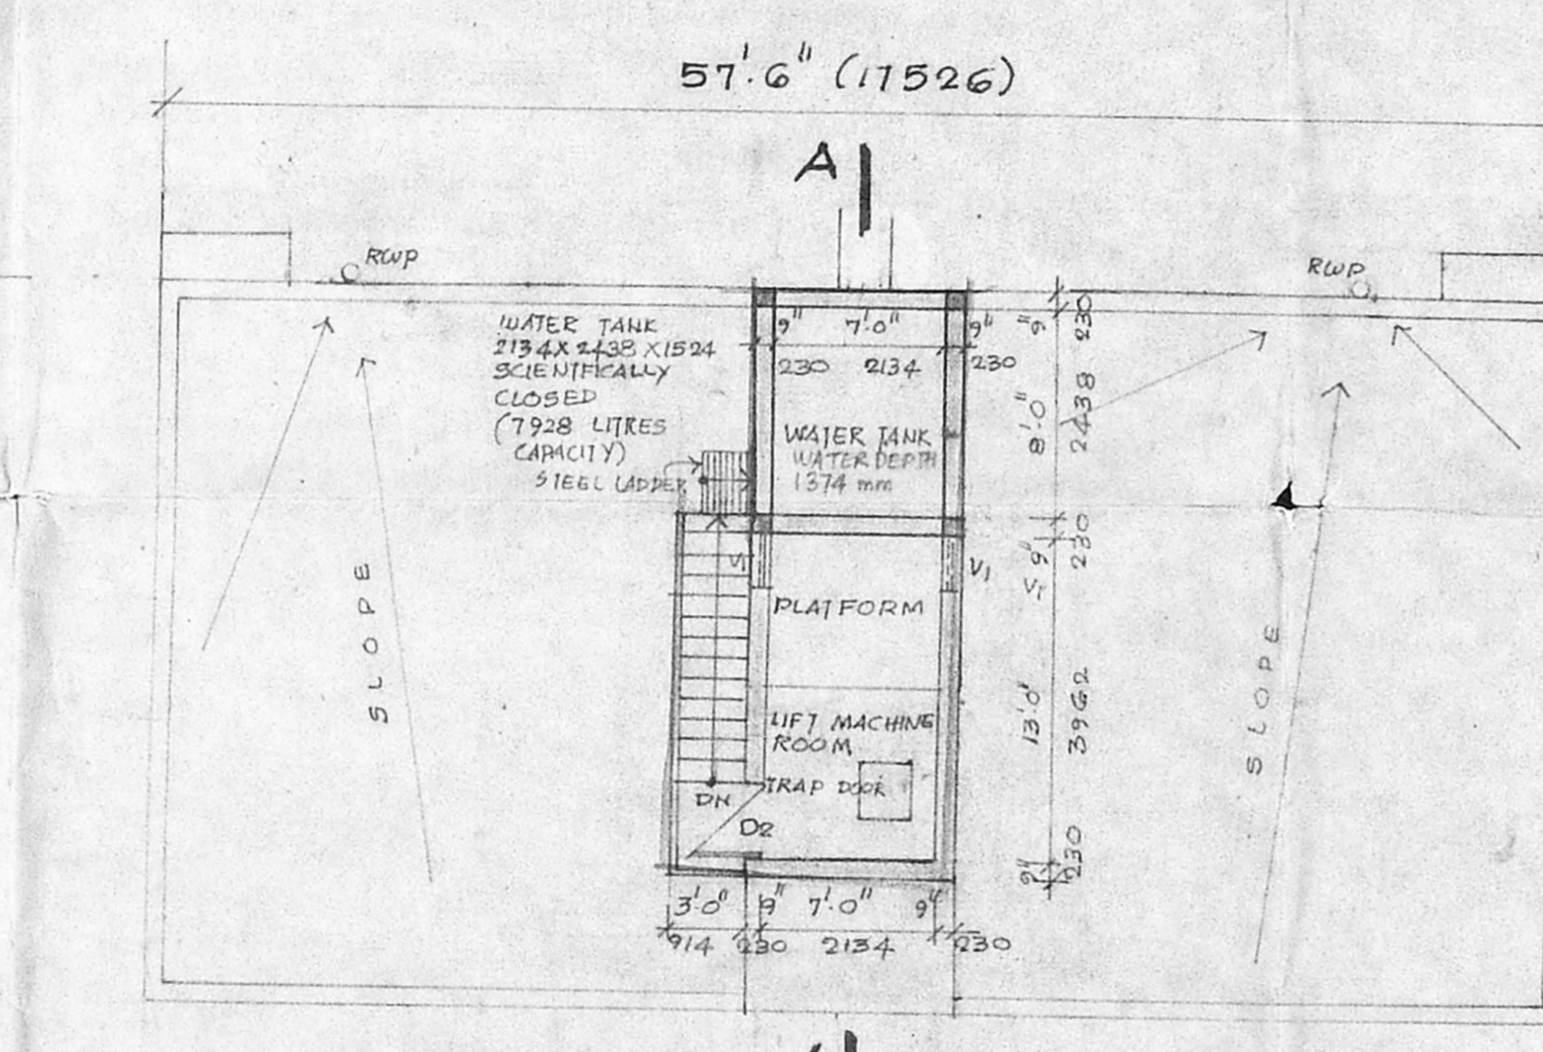 57'.6" (17526)
A
RWP
RWP
WATER TANK
2134X2438X1524
SCIENTIFICALLY
CLOSED
(7928 LITRES
CAPACITY)
STEEL LADDER
9" 7'.0" 9"
230 2134 230
9"
230
8'.0"
2438
WATER TANK
WATER DEPTH
1374 mm
9"
230
V1
V1
V1
PLATFORM
SLOPE
SLOPE
13'.0"
3962
LIFT MACHINE
ROOM
TRAP DOOR
DN
D2
9"
230
3'.0" 9" 7'.0" 9"
914 230 2134 230